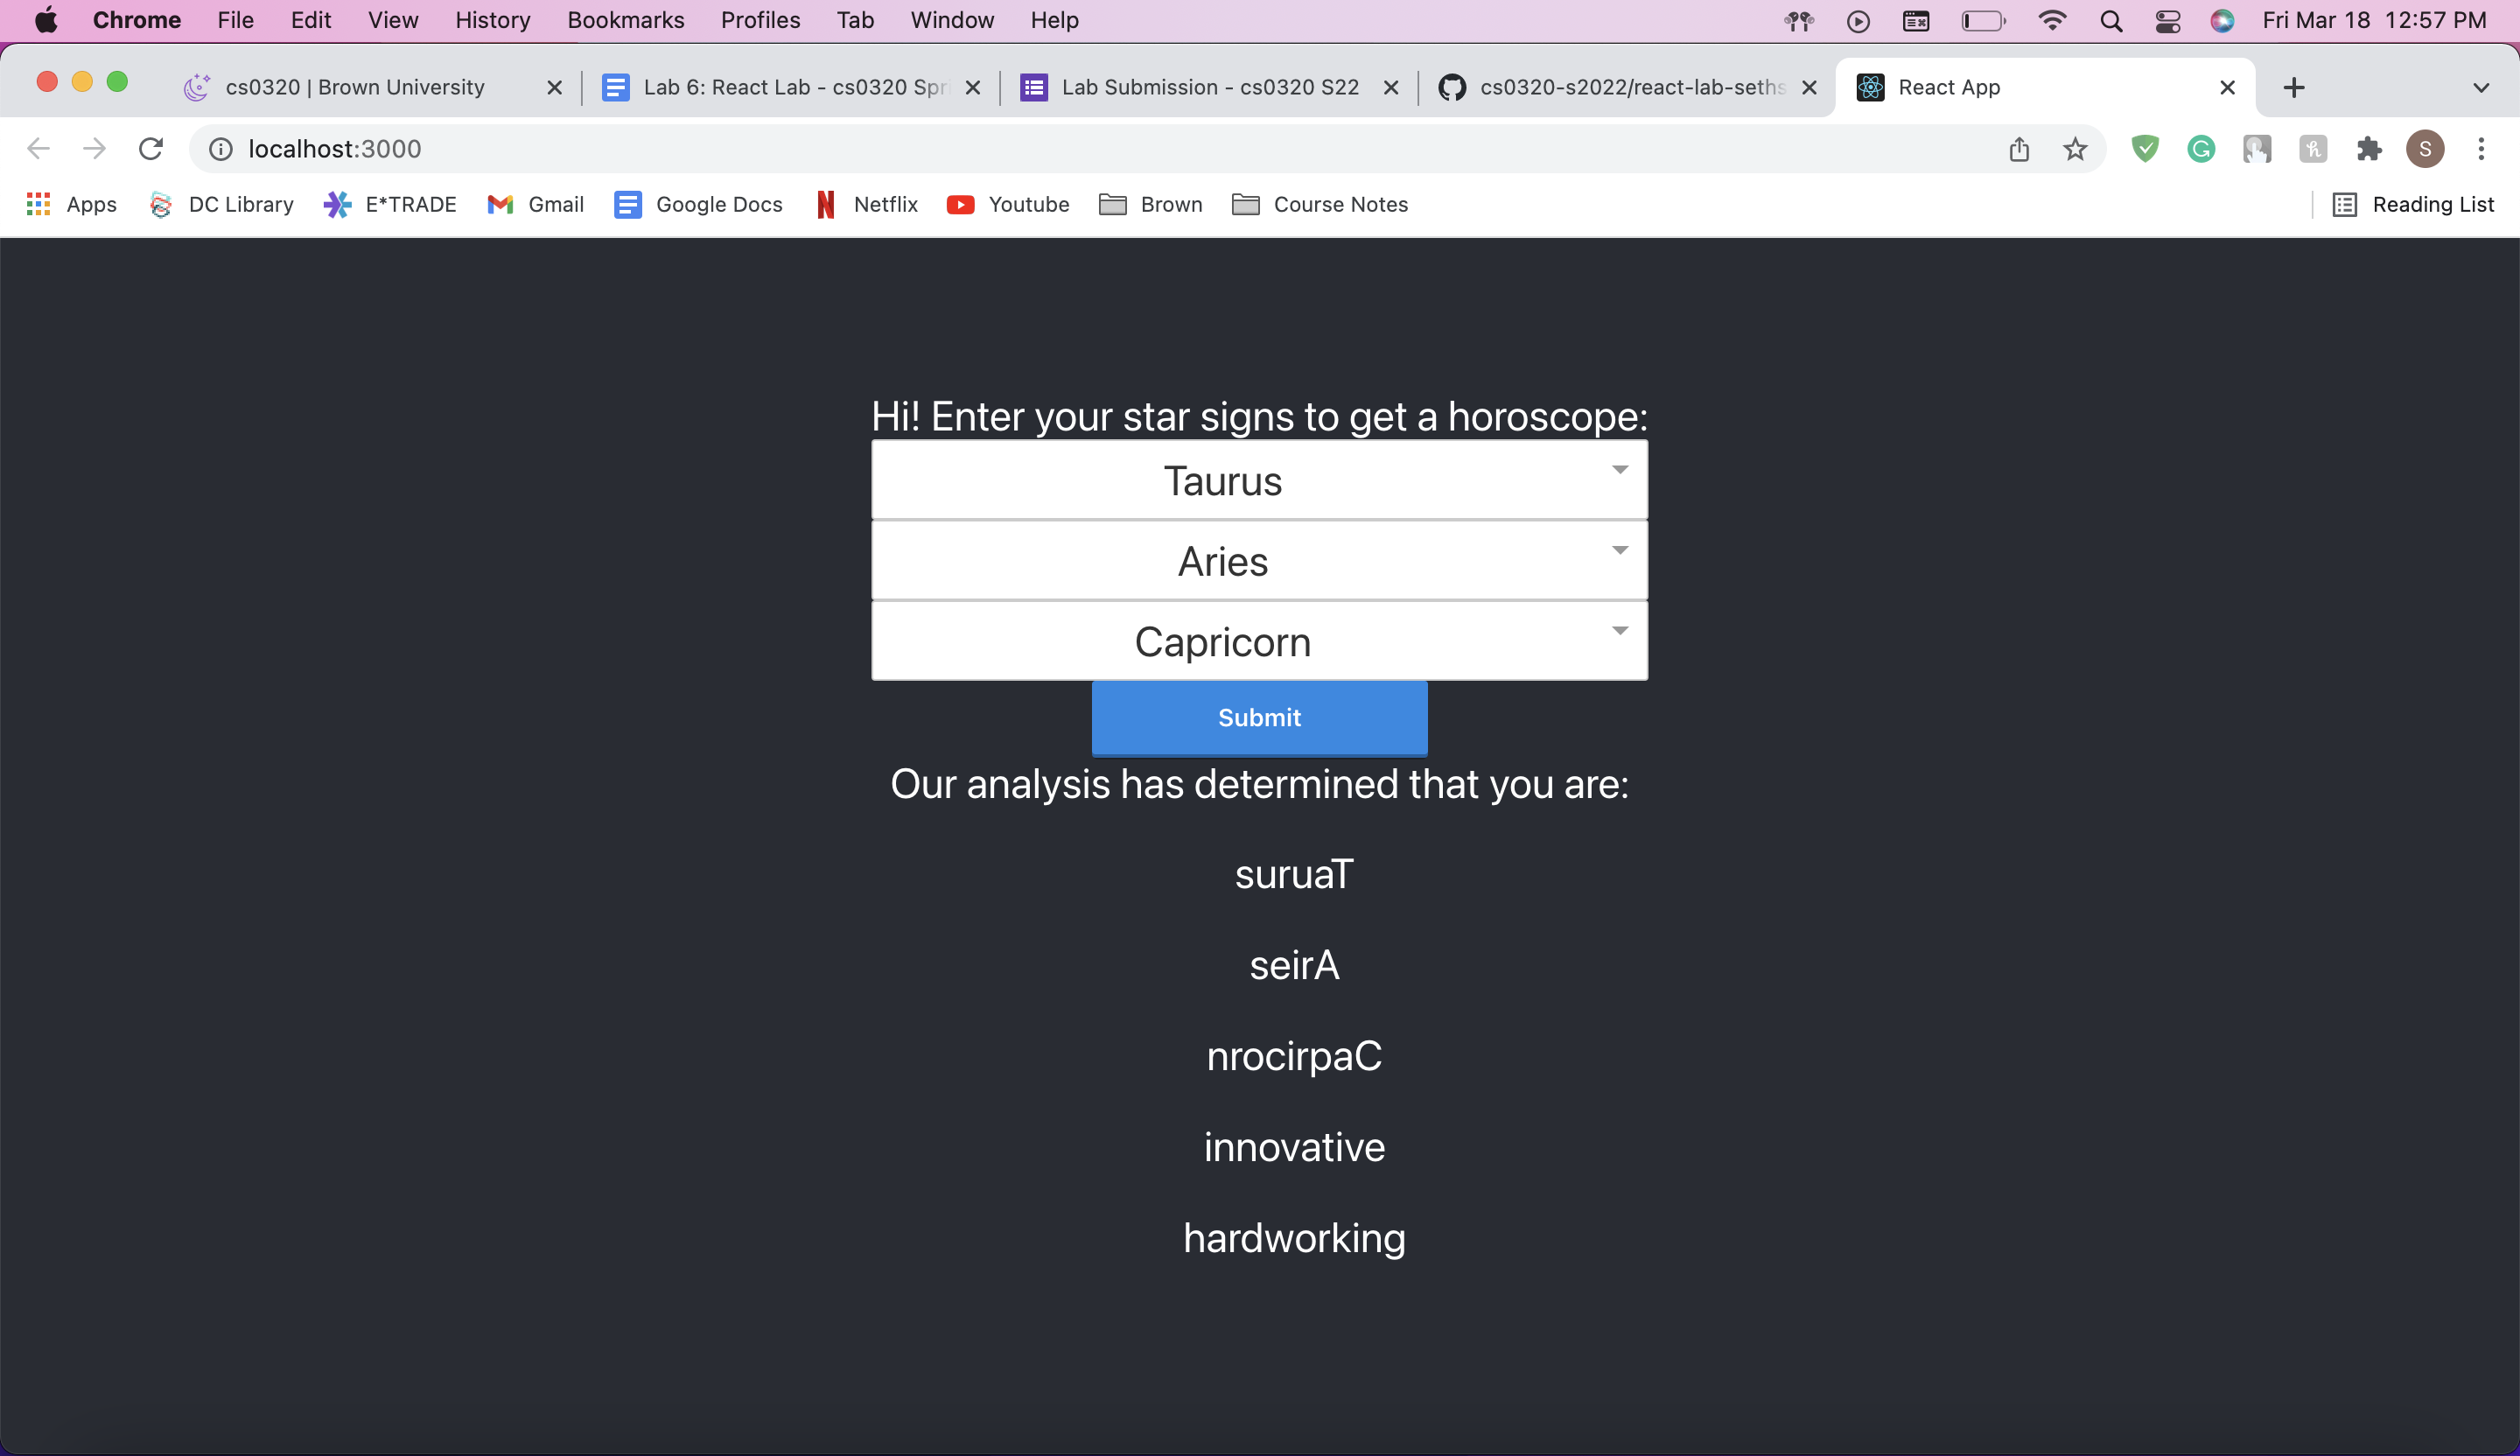 Chrome File Edit View History Bookmarks Profiles Tab Window Help Fri Mar 18 12:57 PM
cs0320 | Brown University Lab 6: React Lab - cs0320 Spr Lab Submission - cs0320 S22 cs0320-s2022/react-lab-seths React App
localhost:3000 S
Apps DC Library E*TRADE Gmail Google Docs Netflix Youtube Brown Course Notes Reading List
Hi! Enter your star signs to get a horoscope:
Taurus
Aries
Capricorn
Submit
Our analysis has determined that you are:
suruaT
seirA
nrocirpaC
innovative
hardworking